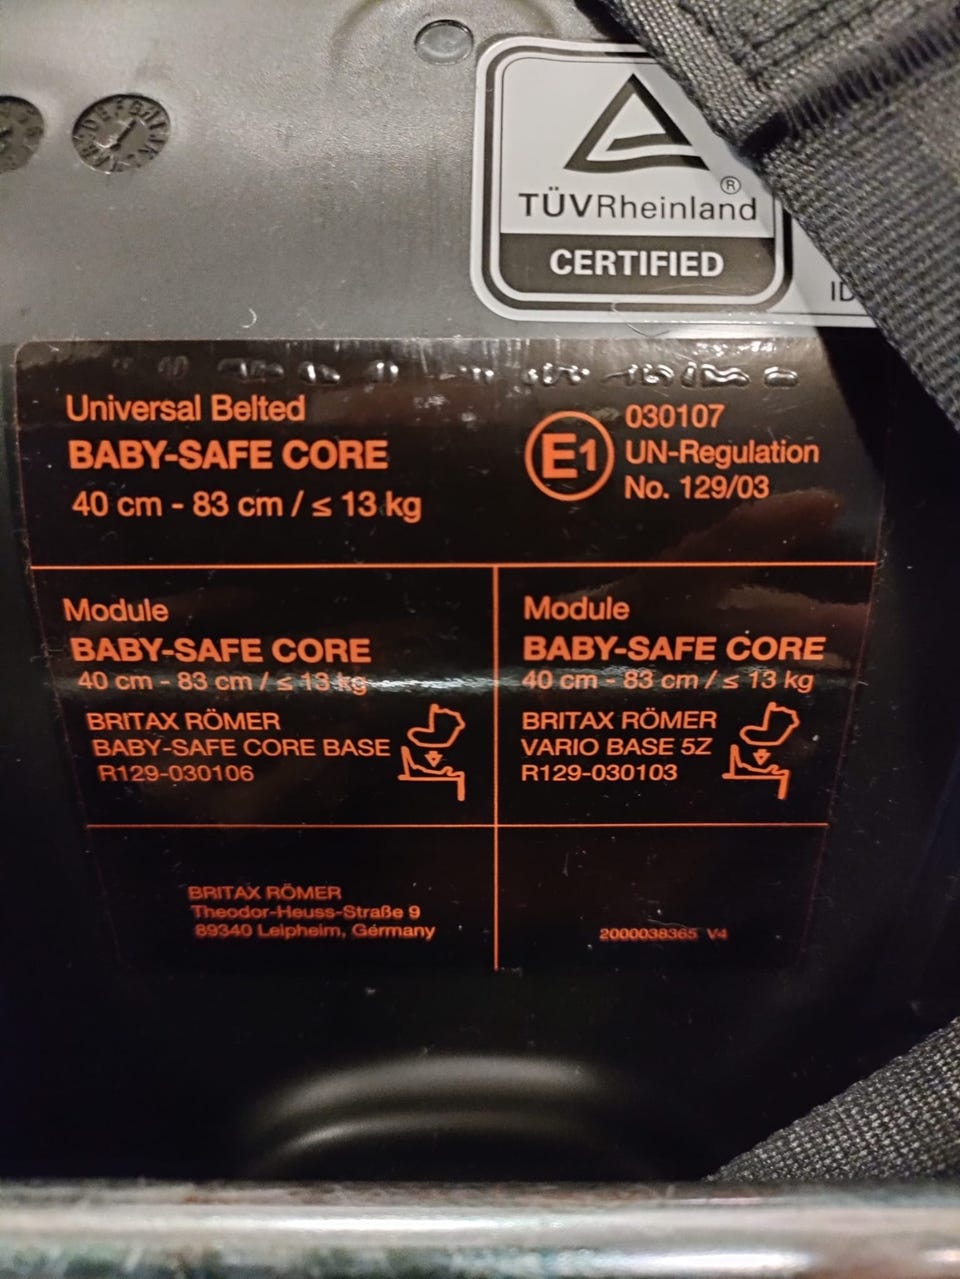 TÜVRheinland
®
CERTIFIED
ID
Universal Belted
BABY-SAFE CORE
40 cm - 83 cm / ≤ 13 kg
E1
030107
UN-Regulation
No. 129/03
Module
BABY-SAFE CORE
40 cm - 83 cm / ≤ 13 kg
BRITAX RÖMER
BABY-SAFE CORE BASE
R129-030106
Module
BABY-SAFE CORE
40 cm - 83 cm / ≤ 13 kg
BRITAX RÖMER
VARIO BASE 5Z
R129-030103
BRITAX RÖMER
Theodor-Heuss-Straße 9
89340 Leipheim, Germany
2000038365 V4